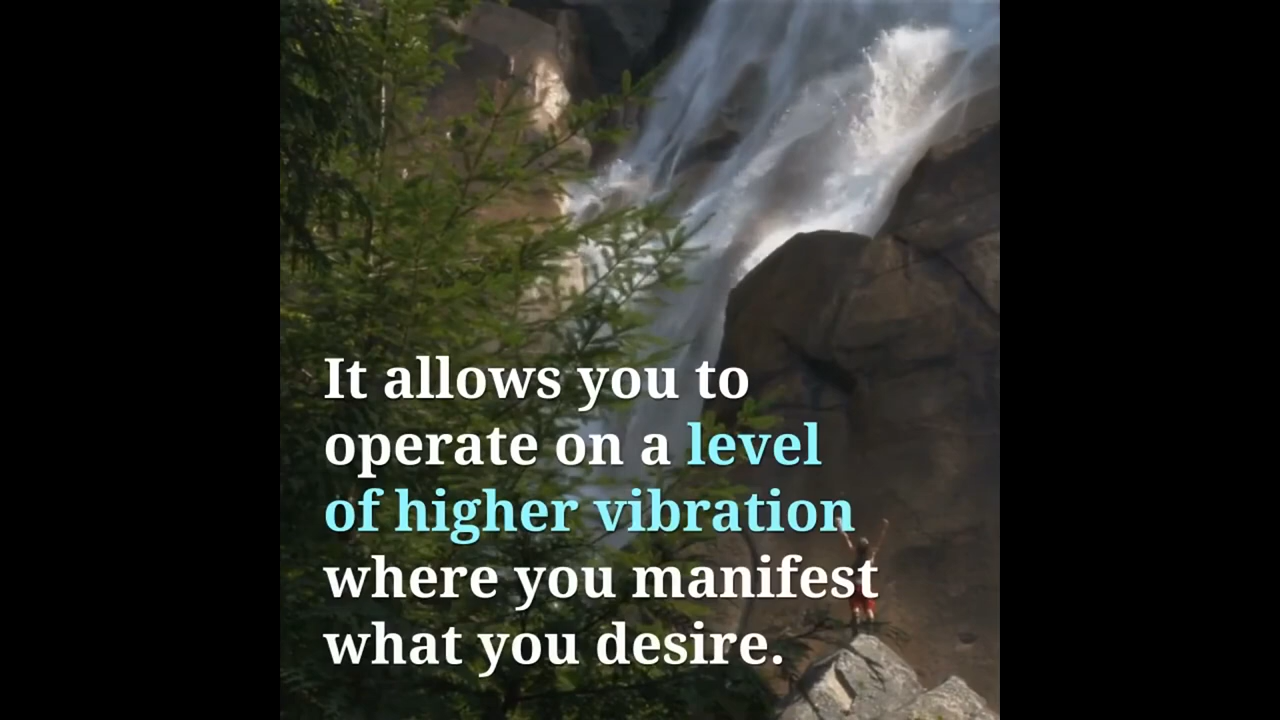 It allows you to
operate on a level
of higher vibration
where you manifest
what you desire.